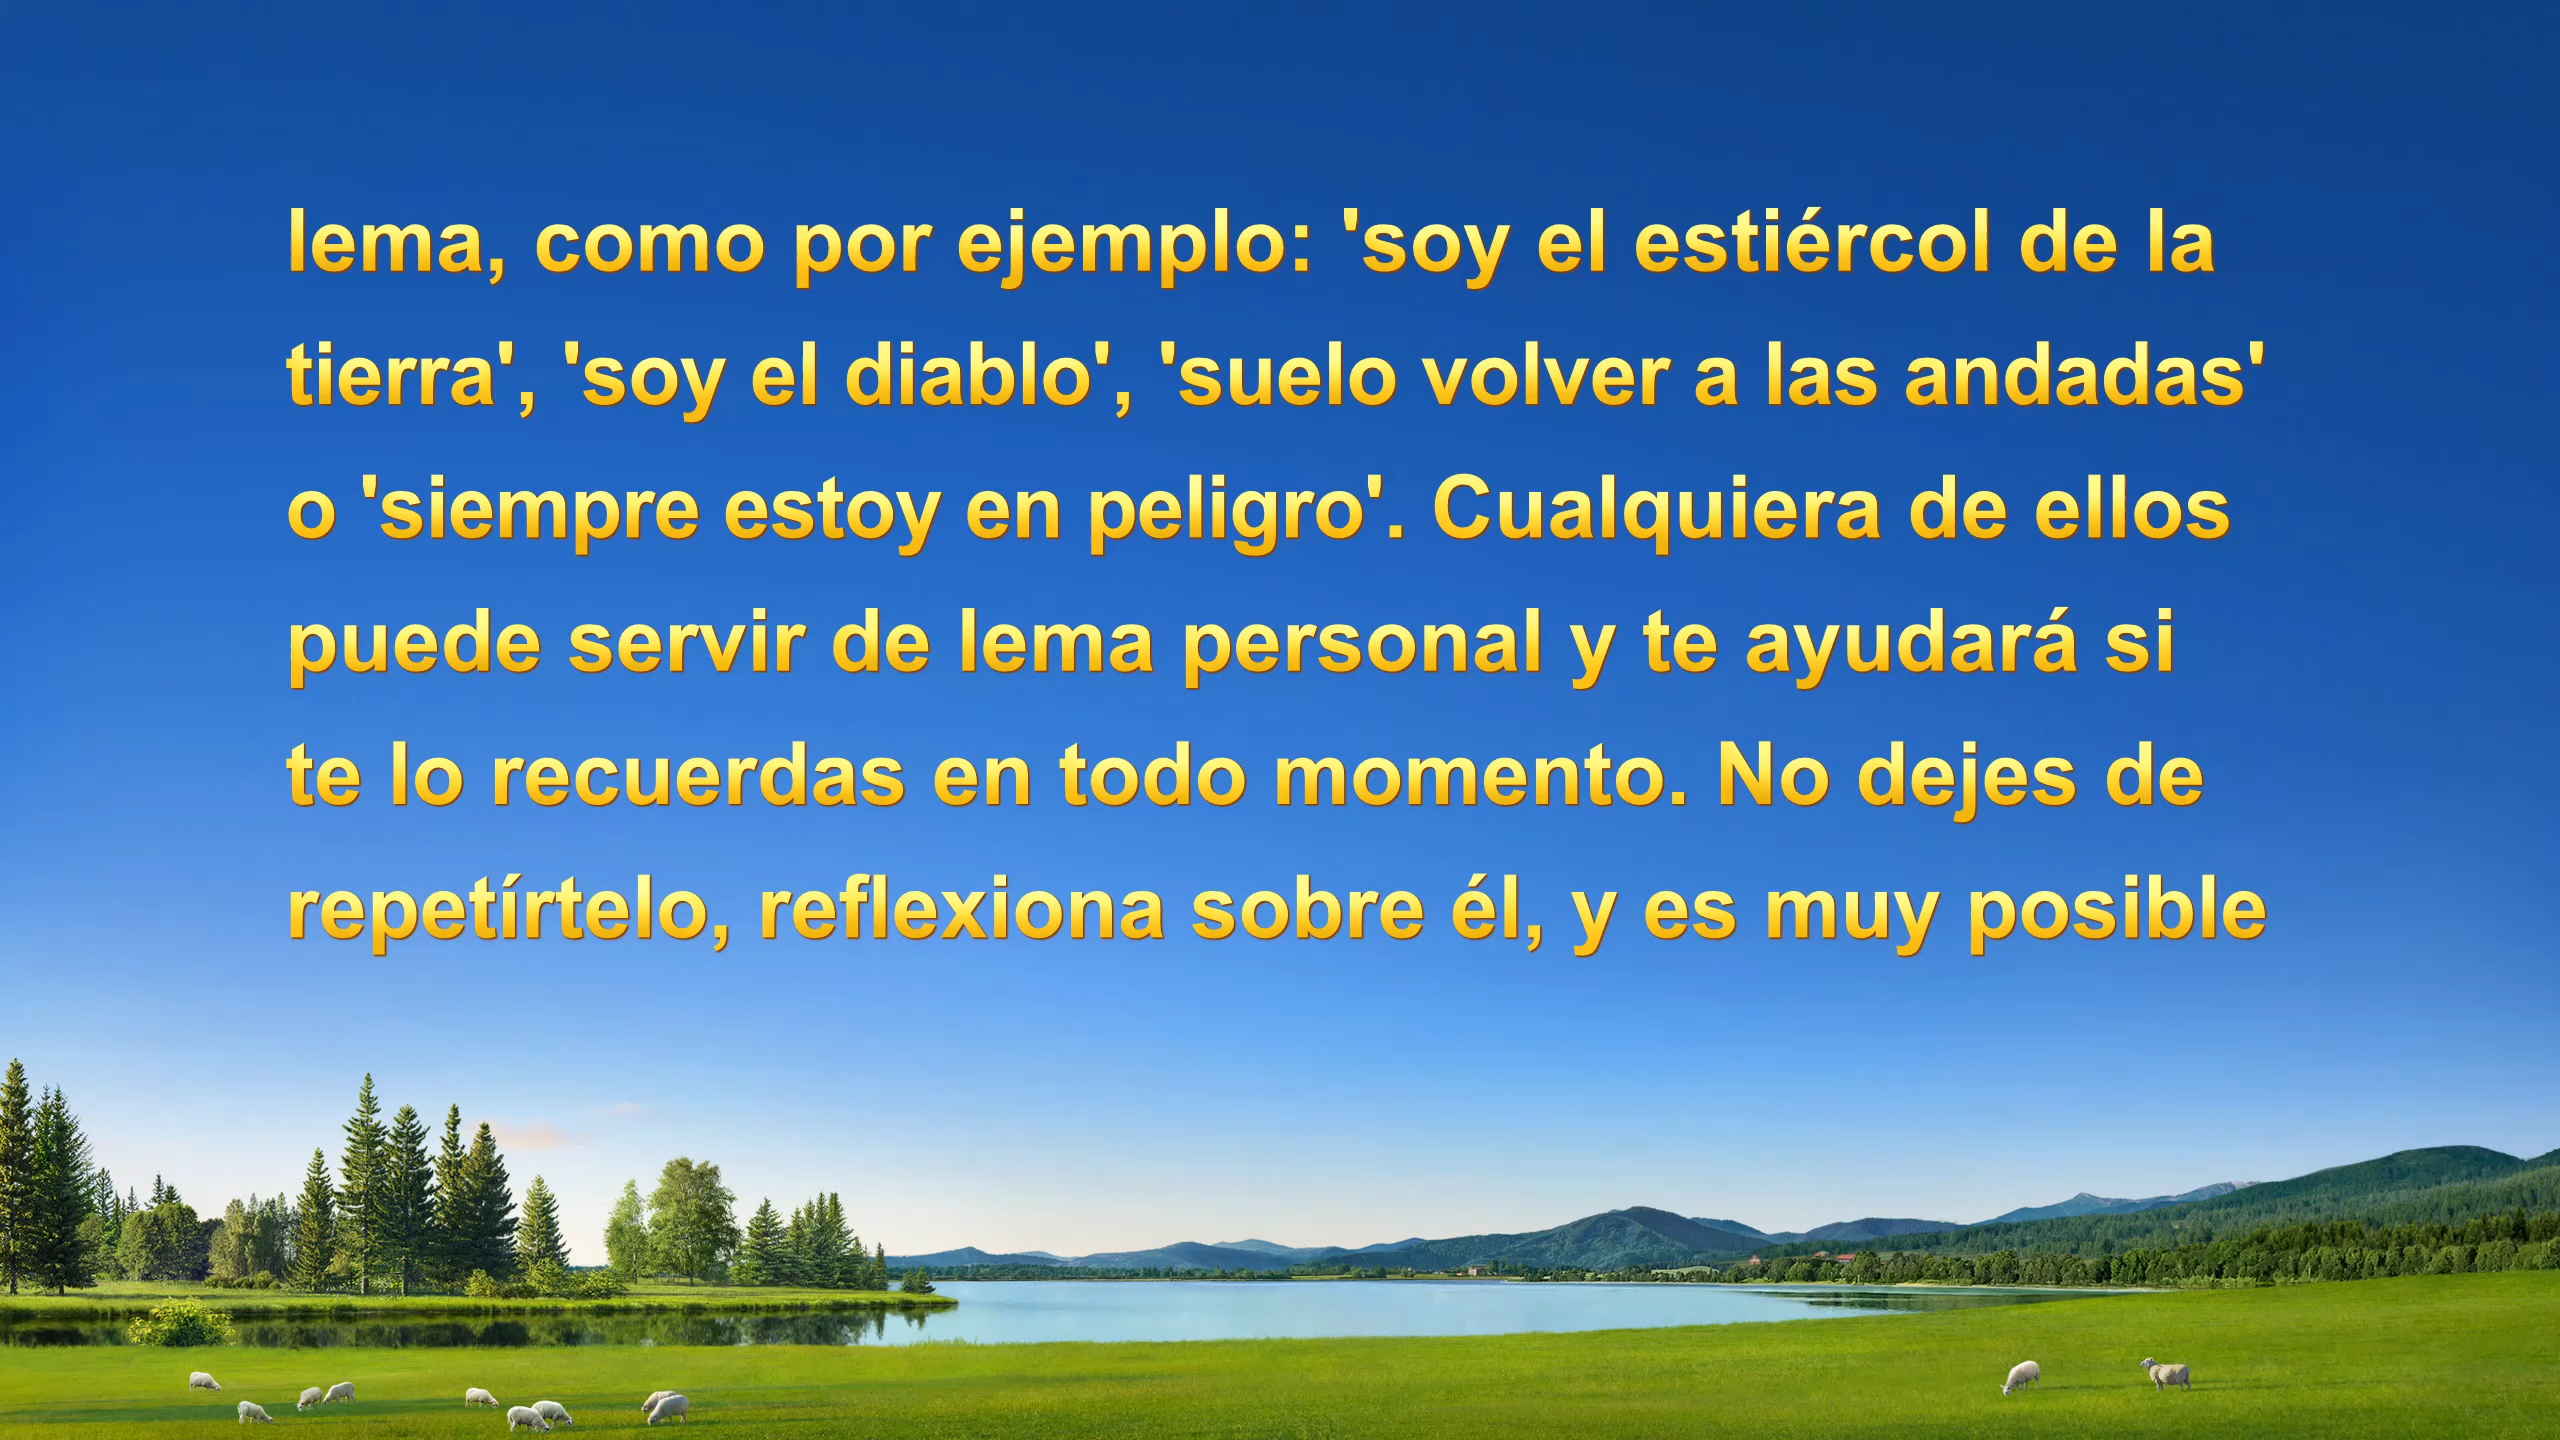 lema, como por ejemplo: 'soy el estiércol de la
tierra', 'soy el diablo', 'suelo volver a las andadas'
o 'siempre estoy en peligro'. Cualquiera de ellos
puede servir de lema personal y te ayudará si
te lo recuerdas en todo momento. No dejes de
repetírtelo, reflexiona sobre él, y es muy posible